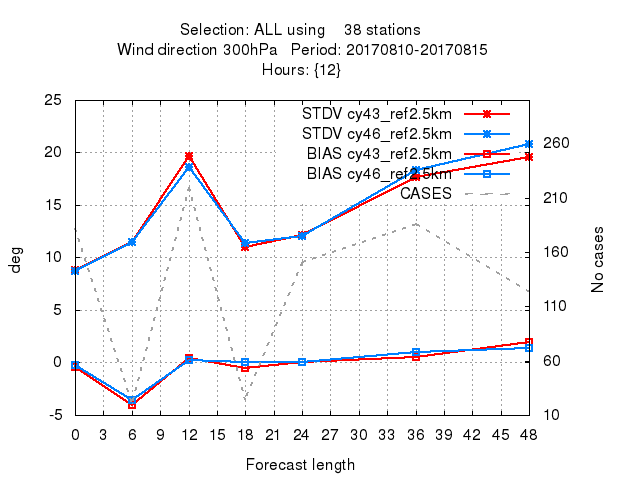 Selection: ALL using    38 stations
Wind direction 300hPa   Period: 20170810-20170815
Hours: {12}
STDV cy43_ref2.5km
STDV cy46_ref2.5km
BIAS cy43_ref2.5km
BIAS cy46_ref2.5km
CASES
25
20
15
10
5
0
-5
deg
260
210
160
110
60
10
No cases
0 3 6 9 12 15 18 21 24 27 30 33 36 39 42 45 48
Forecast length